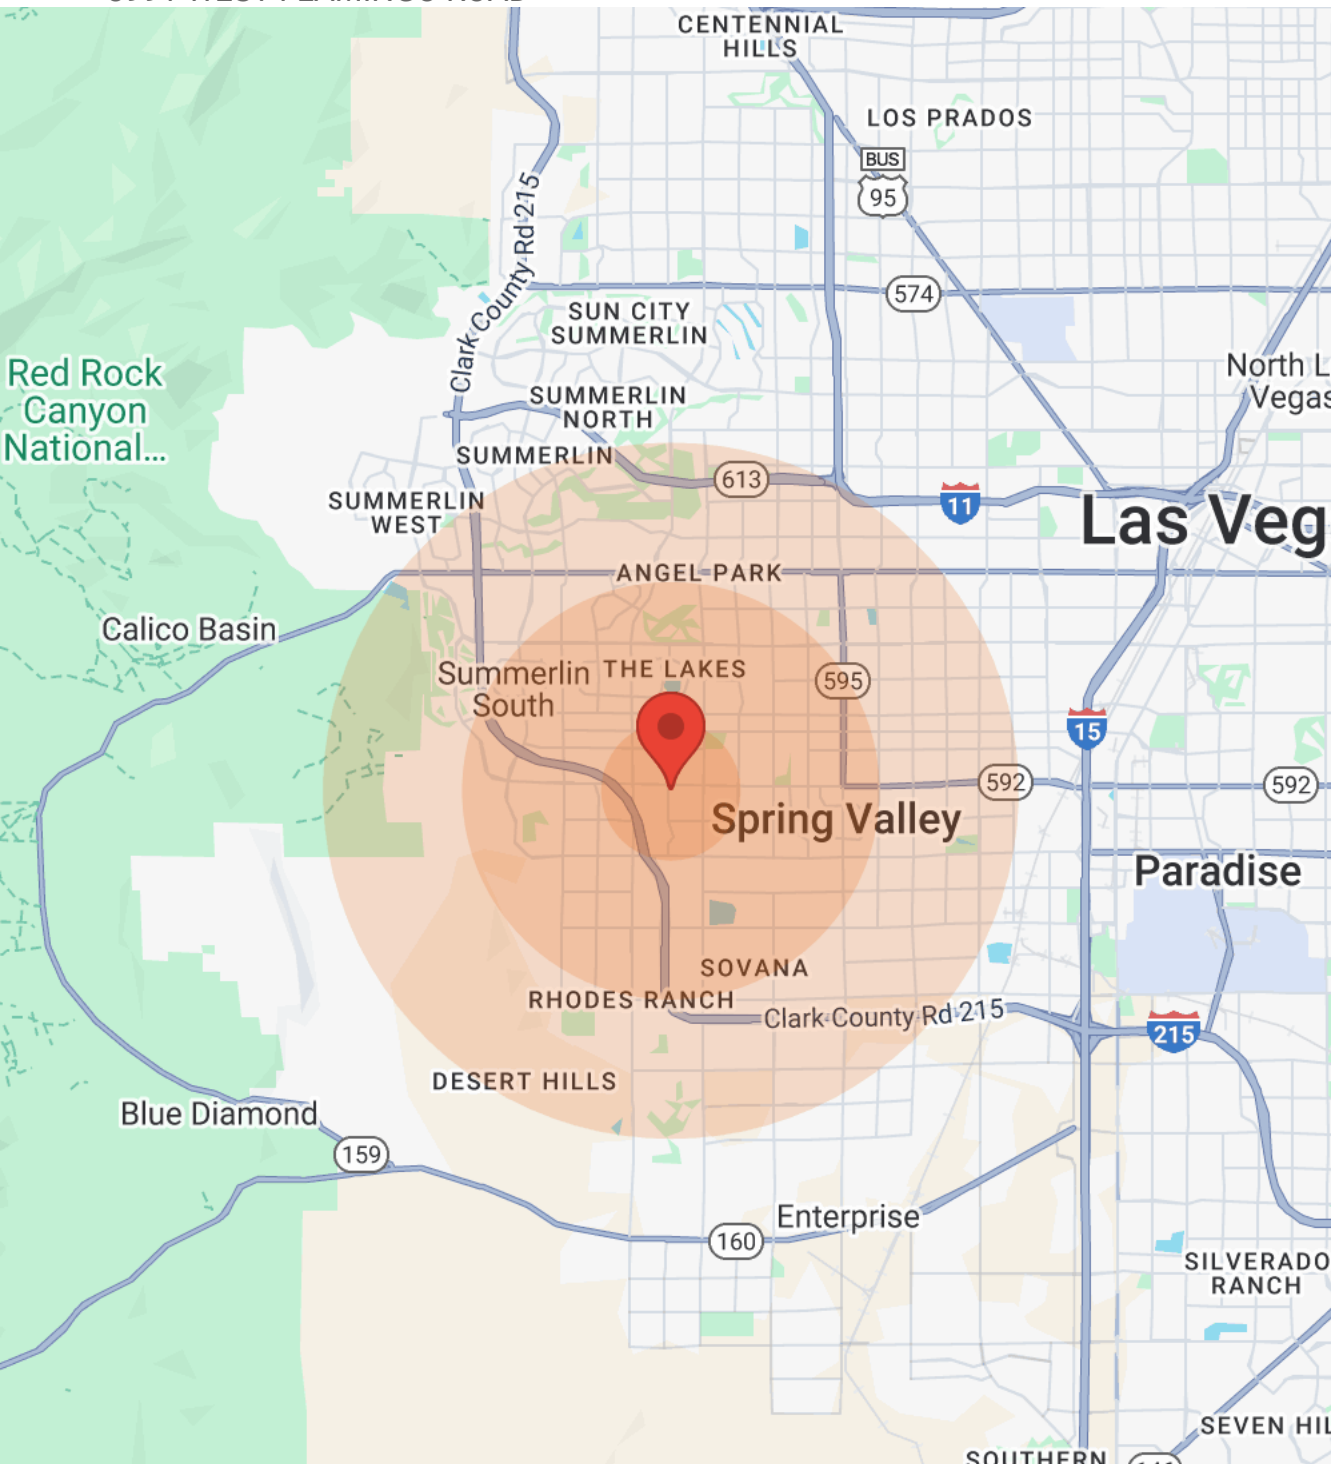 WEST FLAMINGO ROAD
CENTENNIAL
HILLS
LOS PRADOS
BUS
95
Clark County Rd 215
574
SUN CITY
SUMMERLIN
North L
Vegas
Red Rock
Canyon
National...
SUMMERLIN
NORTH
SUMMERLIN
613
SUMMERLIN
WEST
11
Las Veg
ANGEL PARK
Calico Basin
Summerlin
South
THE LAKES
595
15
592
592
Spring Valley
Paradise
SOVANA
RHODES RANCH
Clark County Rd 215
215
DESERT HILLS
Blue Diamond
159
Enterprise
160
SILVERADO
RANCH
SEVEN HIL
SOUTHERN